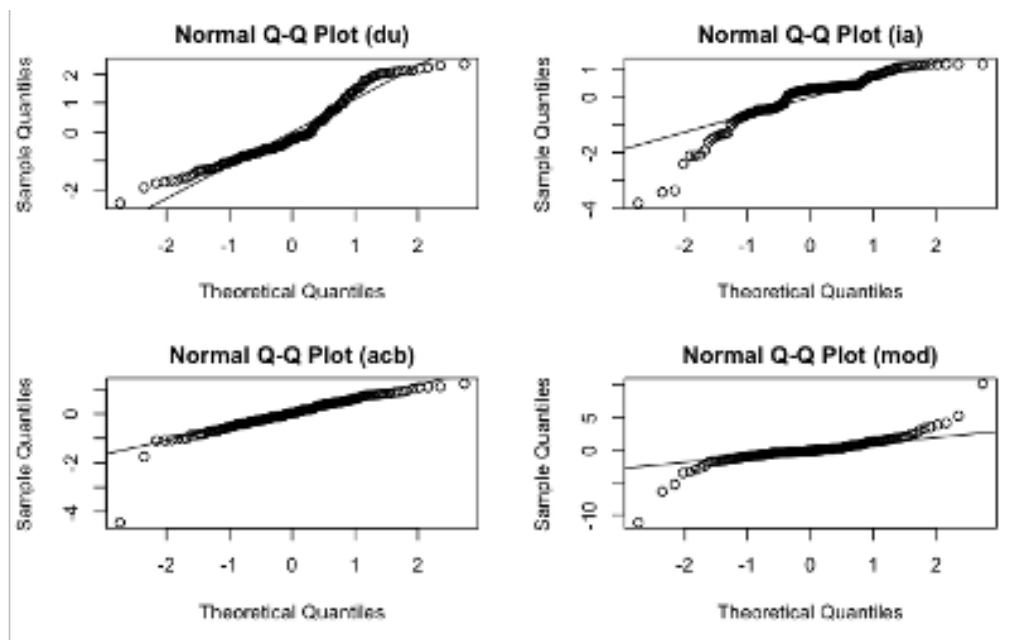 Normal Q-Q Plot (du)
Sample Quantiles
2
1
0
-2
-2 -1 0 1 2
Theoretical Quantiles
Normal Q-Q Plot (ia)
Sample Quantiles
1
0
-2
-4
-2 -1 0 1 2
Theoretical Quantiles
Normal Q-Q Plot (acb)
Sample Quantiles
0
-2
-4
-2 -1 0 1 2
Theoretical Quantiles
Normal Q-Q Plot (mod)
Sample Quantiles
5
0
-10
-2 -1 0 1 2
Theoretical Quantiles